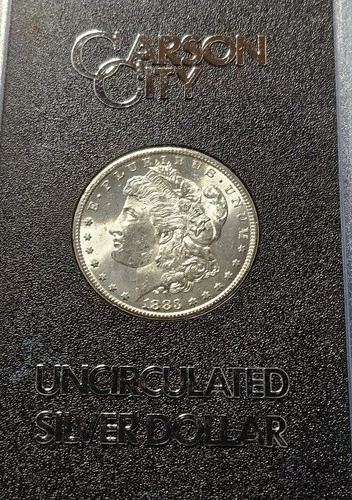 CARSON
CITY
E·PLURIBUS·UNUM·
1883
UNCIRCULATED
SILVER DOLLAR